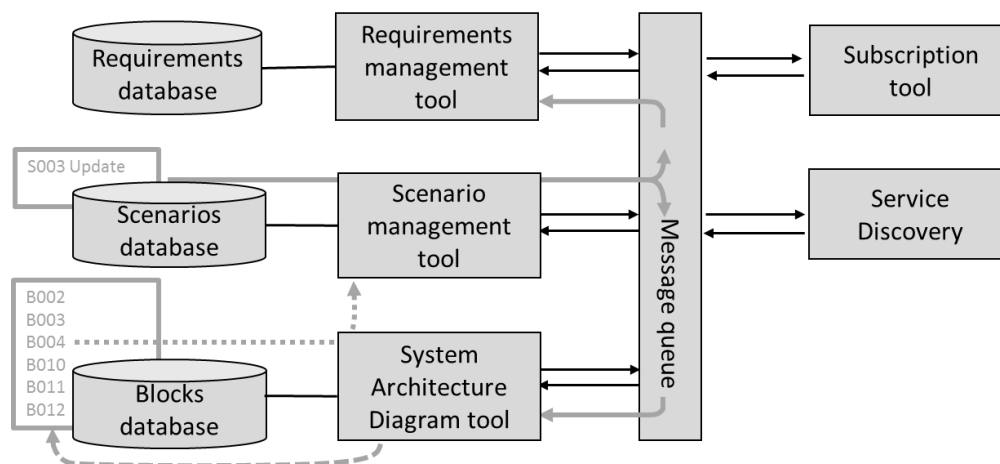 Requirements
database
Requirements
management
tool
Subscription
tool
S003 Update
Scenarios
database
Scenario
management
tool
Message queue
Service
Discovery
B002
B003
B004
B010
B011
B012
Blocks
database
System
Architecture
Diagram tool